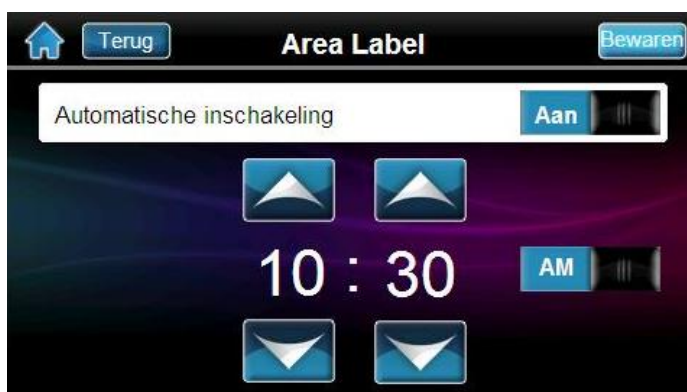 Terug Area Label Bewaren
Automatische inschakeling Aan
10 : 30 AM